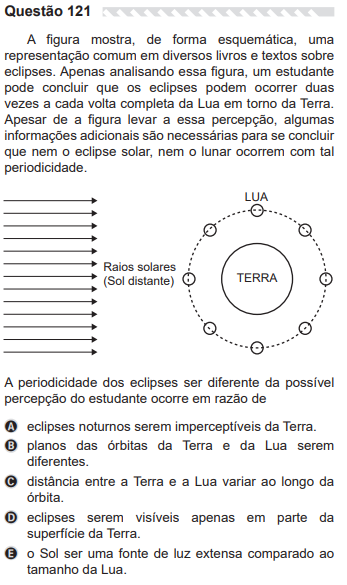 Questão 121
A figura mostra, de forma esquemática, uma
representação comum em diversos livros e textos sobre
eclipses. Apenas analisando essa figura, um estudante
pode concluir que os eclipses podem ocorrer duas
vezes a cada volta completa da Lua em torno da Terra.
Apesar de a figura levar a essa percepção, algumas
informações adicionais são necessárias para se concluir
que nem o eclipse solar, nem o lunar ocorrem com tal
periodicidade.
LUA
Raios solares
(Sol distante)
TERRA
A periodicidade dos eclipses ser diferente da possível
percepção do estudante ocorre em razão de
A eclipses noturnos serem imperceptíveis da Terra.
B planos das órbitas da Terra e da Lua serem
diferentes.
C distância entre a Terra e a Lua variar ao longo da
órbita.
D eclipses serem visíveis apenas em parte da
superfície da Terra.
E o Sol ser uma fonte de luz extensa comparado ao
tamanho da Lua.